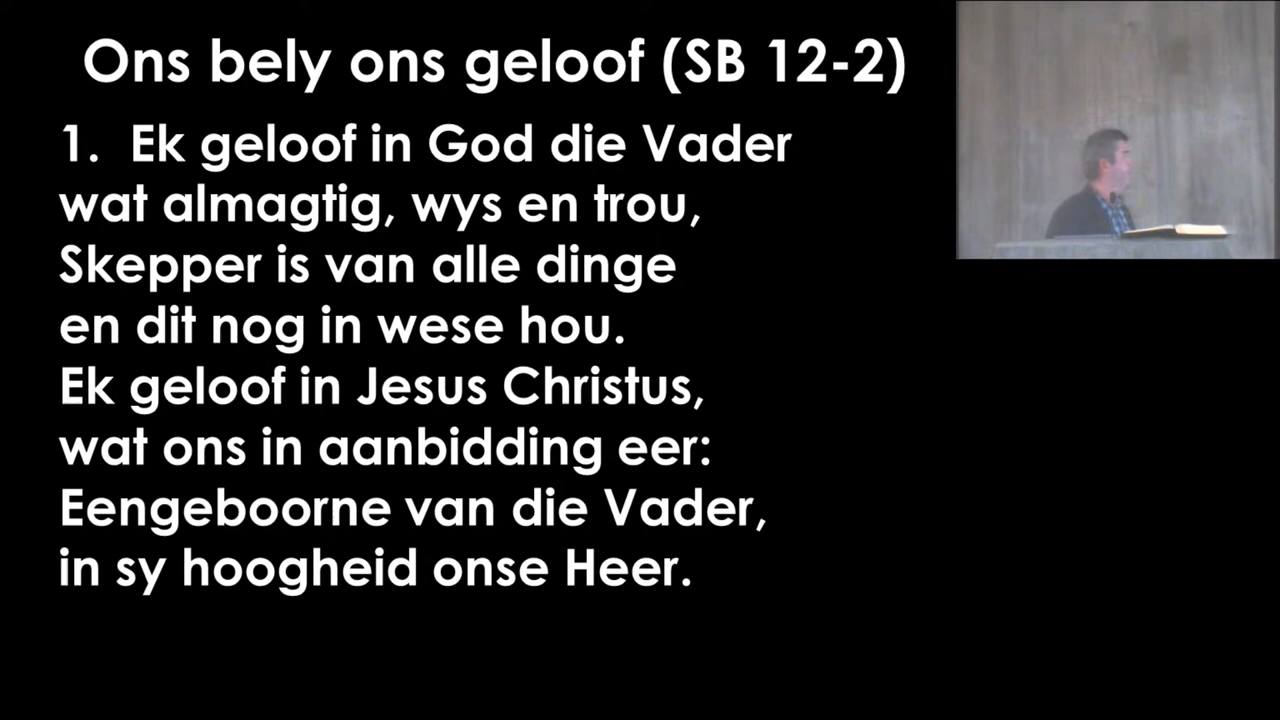 Ons bely ons geloof (SB 12-2)
1. Ek geloof in God die Vader
wat almagtig, wys en trou,
Skepper is van alle dinge
en dit nog in wese hou.
Ek geloof in Jesus Christus,
wat ons in aanbidding eer:
Eengeboorne van die Vader,
in sy hoogheid onse Heer.